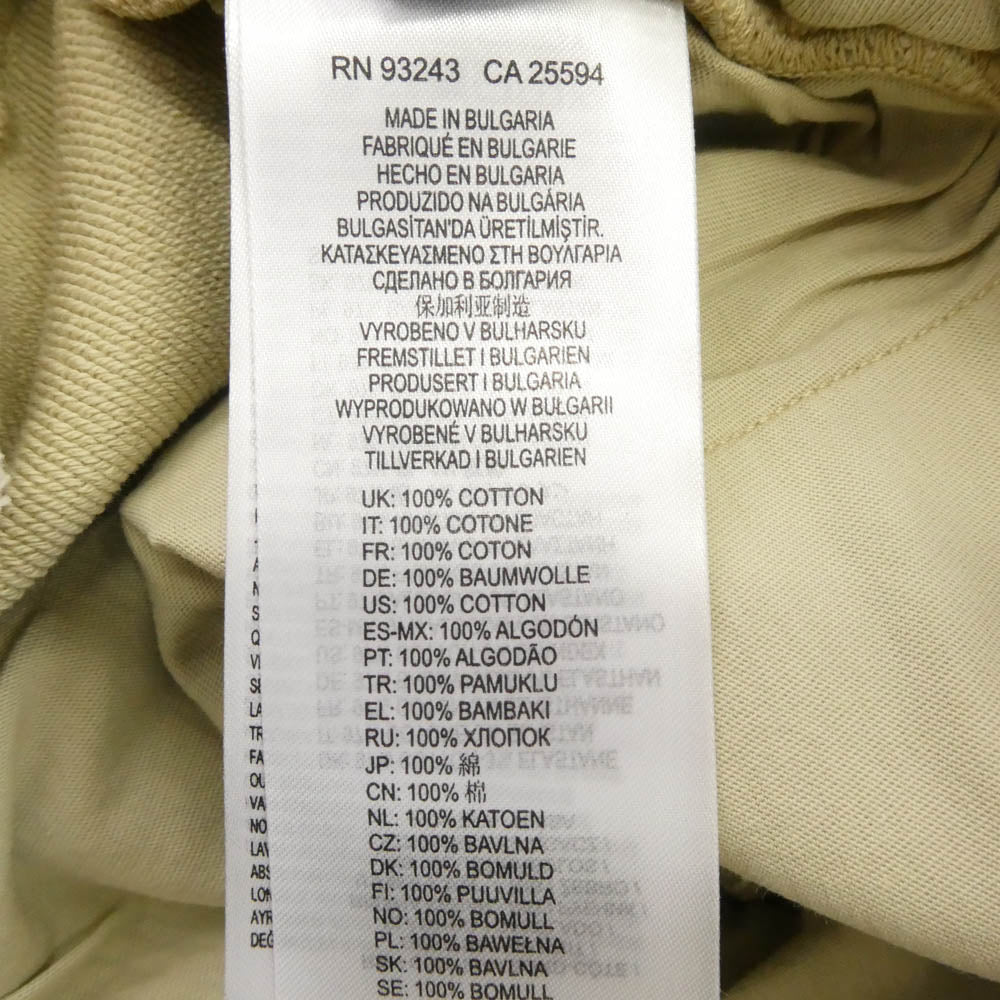 RN 93243 CA 25594
MADE IN BULGARIA
FABRIQUÉ EN BULGARIE
HECHO EN BULGARIA
PRODUZIDO NA BULGÁRIA
BULGASİTAN'DA ÜRETİLMİŞTİR.
ΚΑΤΑΣΚΕΥΑΣΜΕΝΟ ΣΤΗ ΒΟΥΛΓΑΡΙΑ
СДЕЛАНО В БОЛГАРИЯ
保加利亚制造
VYROBENO V BULHARSKU
FREMSTILLET I BULGARIEN
PRODUSERT I BULGARIA
WYPRODUKOWANO W BUŁGARII
VYROBENÉ V BULHARSKU
TILLVERKAD I BULGARIEN
UK: 100% COTTON
IT: 100% COTONE
FR: 100% COTON
DE: 100% BAUMWOLLE
US: 100% COTTON
ES-MX: 100% ALGODÓN
PT: 100% ALGODÃO
TR: 100% PAMUKLU
EL: 100% ΒΑΜΒΑΚΙ
RU: 100% ХЛОПОК
JP: 100% 綿
CN: 100% 棉
NL: 100% KATOEN
CZ: 100% BAVLNA
DK: 100% BOMULD
FI: 100% PUUVILLA
NO: 100% BOMULL
PL: 100% BAWEŁNA
SK: 100% BAVLNA
SE: 100% BOMULL